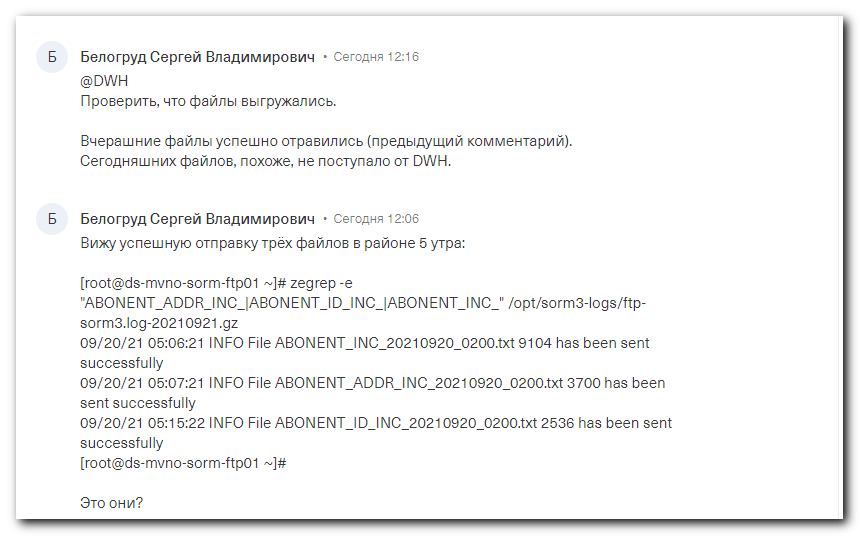 Б
Белогруд Сергей Владимирович • Сегодня 12:16
@DWH
Проверить, что файлы выгружались.
Вчерашние файлы успешно отравились (предыдущий комментарий).
Сегодняшних файлов, похоже, не поступало от DWH.
Б
Белогруд Сергей Владимирович • Сегодня 12:06
Вижу успешную отправку трёх файлов в районе 5 утра:
[root@ds-mvno-sorm-ftp01 ~]# zegrep -e
"ABONENT_ADDR_INC_|ABONENT_ID_INC_|ABONENT_INC_" /opt/sorm3-logs/ftp-
sorm3.log-20210921.gz
09/20/21 05:06:21 INFO File ABONENT_INC_20210920_0200.txt 9104 has been sent
successfully
09/20/21 05:07:21 INFO File ABONENT_ADDR_INC_20210920_0200.txt 3700 has been
sent successfully
09/20/21 05:15:22 INFO File ABONENT_ID_INC_20210920_0200.txt 2536 has been sent
successfully
[root@ds-mvno-sorm-ftp01 ~]#
Это они?